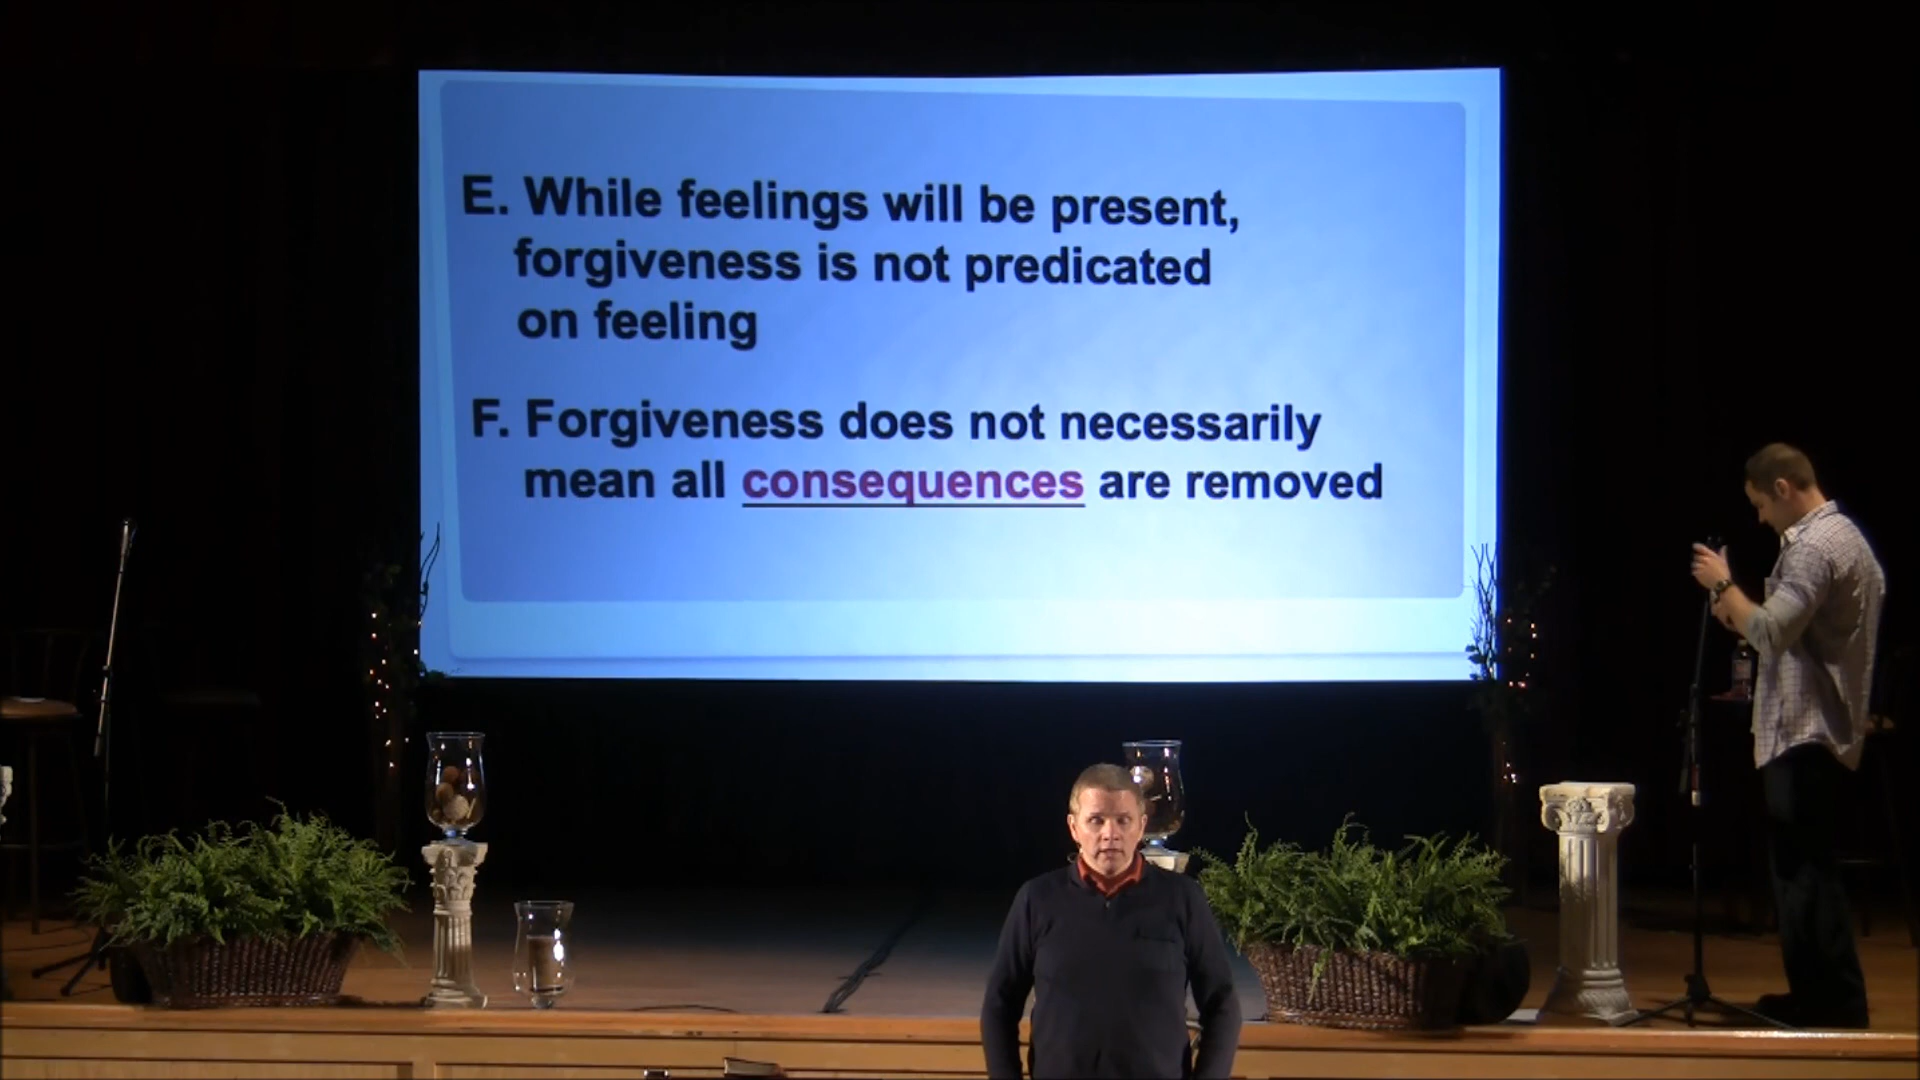 E. While feelings will be present,
forgiveness is not predicated
on feeling
F. Forgiveness does not necessarily
mean all consequences are removed